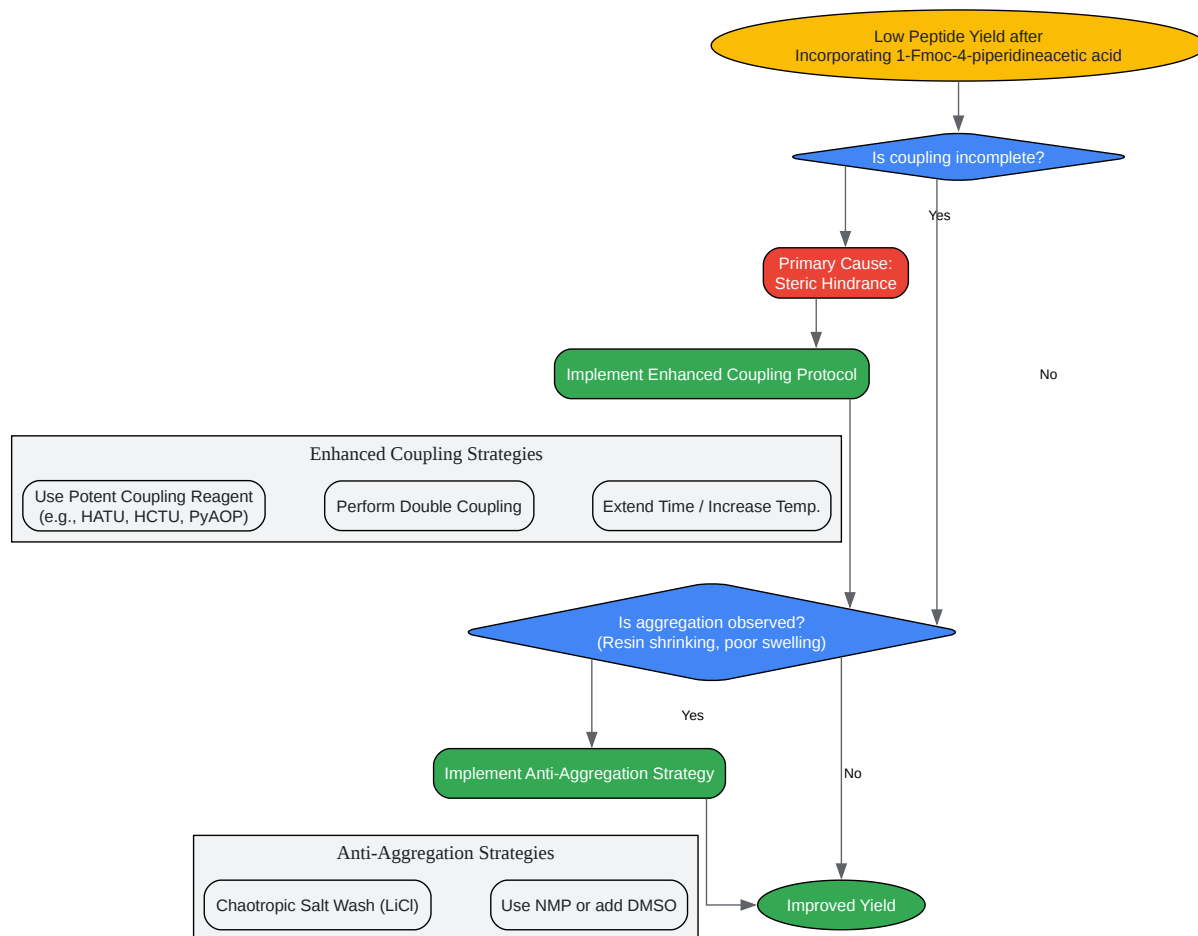 Low Peptide Yield after
Incorporating 1-Fmoc-4-piperidineacetic acid
Is coupling incomplete?
Yes
Primary Cause:
Steric Hindrance
No
Implement Enhanced Coupling Protocol
Enhanced Coupling Strategies
Use Potent Coupling Reagent
(e.g., HATU, HCTU, PyAOP)
Perform Double Coupling
Extend Time / Increase Temp.
Is aggregation observed?
(Resin shrinking, poor swelling)
Yes
Implement Anti-Aggregation Strategy
No
Anti-Aggregation Strategies
Chaotropic Salt Wash (LiCl)
Use NMP or add DMSO
Improved Yield